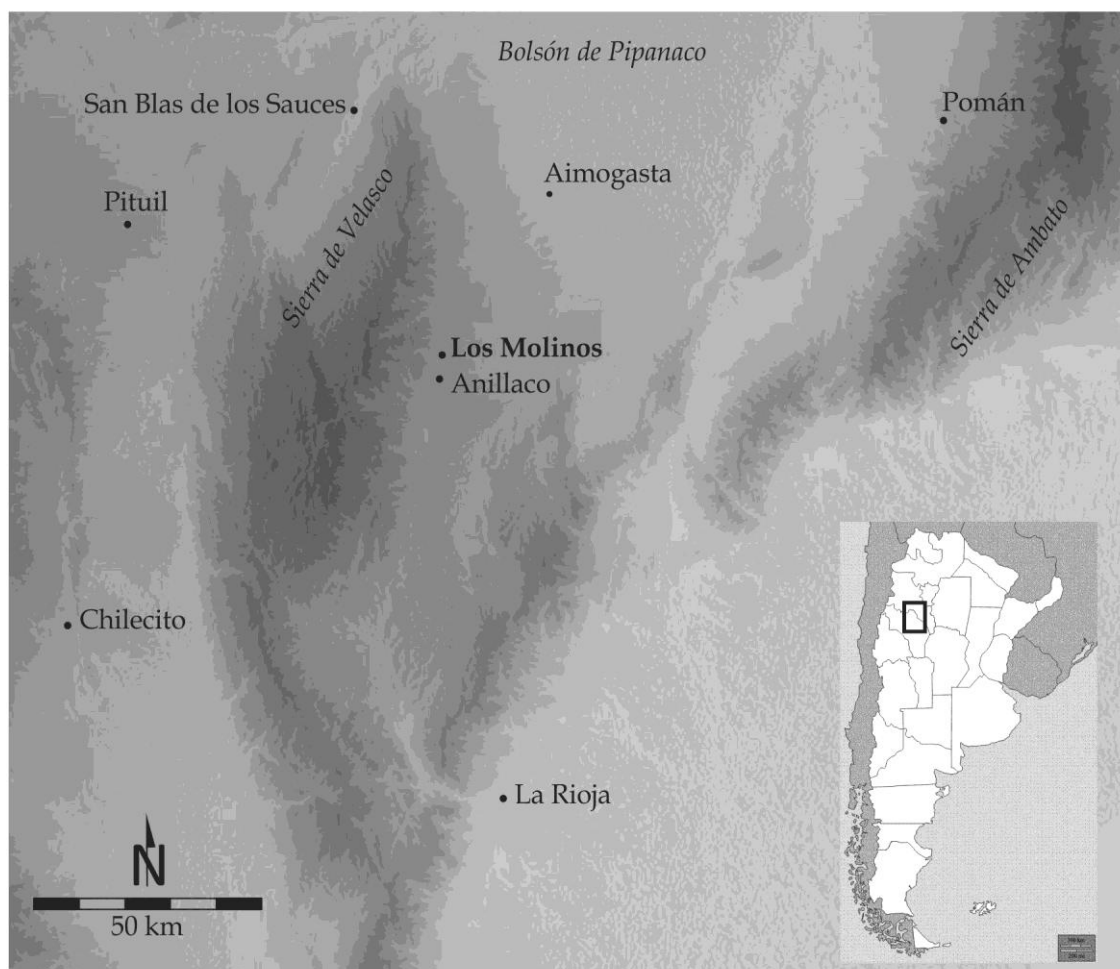 Bolsón de Pipanaco
San Blas de los Sauces
Pomán
Aimogasta
Pituil
Sierra de Velasco
Sierra de Ambato
Los Molinos
Anillaco
Chilecito
La Rioja
N
50 km